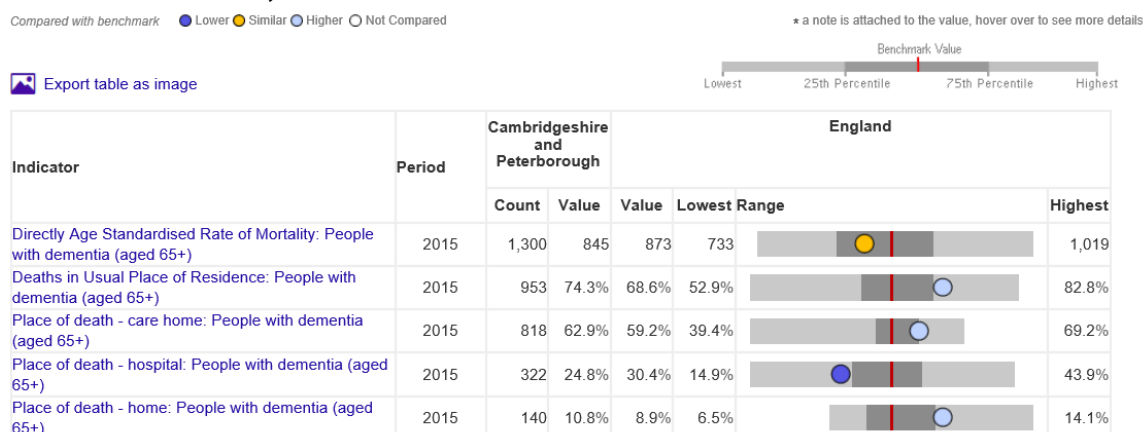 Compared with benchmark Lower Similar Higher Not Compared
* a note is attached to the value, hover over to see more details
Benchmark Value
Lowest 25th Percentile 75th Percentile Highest
Export table as image
Indicator Period Cambridgeshire and Peterborough England
Count Value Value Lowest Range Highest
Directly Age Standardised Rate of Mortality: People
with dementia (aged 65+) 2015 1,300 845 873 733 1,019
Deaths in Usual Place of Residence: People with
dementia (aged 65+) 2015 953 74.3% 68.6% 52.9% 82.8%
Place of death - care home: People with dementia
(aged 65+) 2015 818 62.9% 59.2% 39.4% 69.2%
Place of death - hospital: People with dementia (aged
65+) 2015 322 24.8% 30.4% 14.9% 43.9%
Place of death - home: People with dementia (aged
65+) 2015 140 10.8% 8.9% 6.5% 14.1%